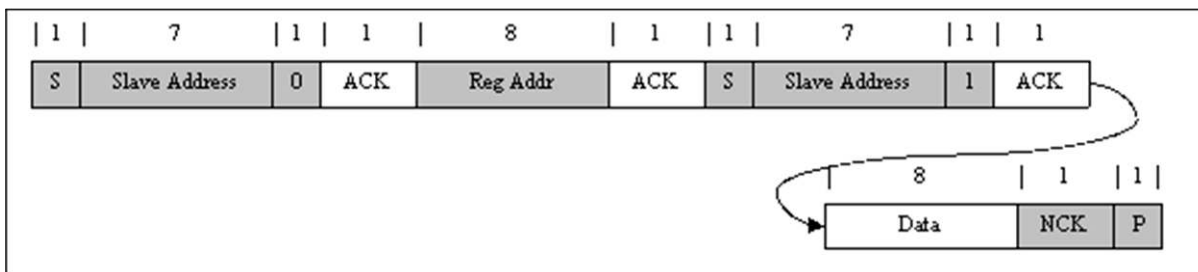 | 1 | 7 | 1 | 1 | 8 | 1 | 1 | 7 | 1 | 1
S Slave Address 0 ACK Reg Addr ACK S Slave Address 1 ACK
| 8 | 1 | 1 |
Data NCK P